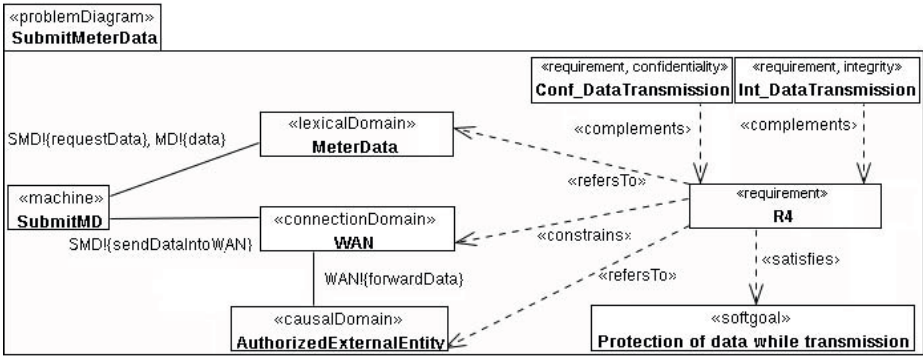 «problemDiagram»
SubmitMeterData
«requirement, confidentiality»
Conf_DataTransmission
«requirement, integrity»
Int_DataTransmission
«complements»
«complements»
SMD!{requestData}, MD!{data}
«lexicalDomain»
MeterData
«refersTo»
«machine»
SubmitMD
«requirement»
R4
«connectionDomain»
WAN
«constrains»
SMD!{sendDataIntoWAN}
«satisfies»
WAN!{forwardData}
«refersTo»
«causalDomain»
AuthorizedExternalEntity
«softgoal»
Protection of data while transmission